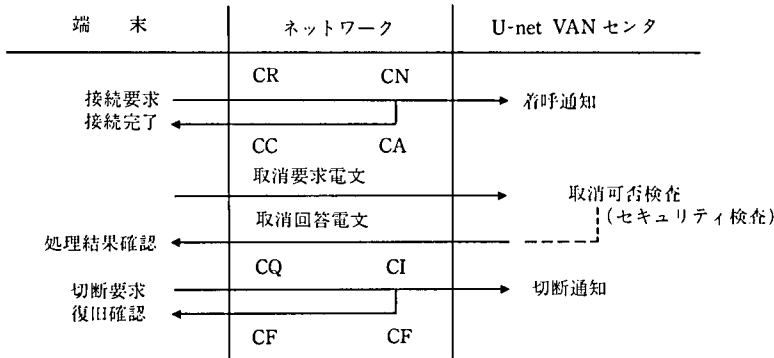 端 末 ネットワーク U-net VAN センタ
CR CN
接続要求 着呼通知
接続完了
CC CA
取消要求電文
取消可否検査
取消回答電文 (セキュリティ検査)
処理結果確認
CQ CI
切断要求 切断通知
復旧確認
CF CF